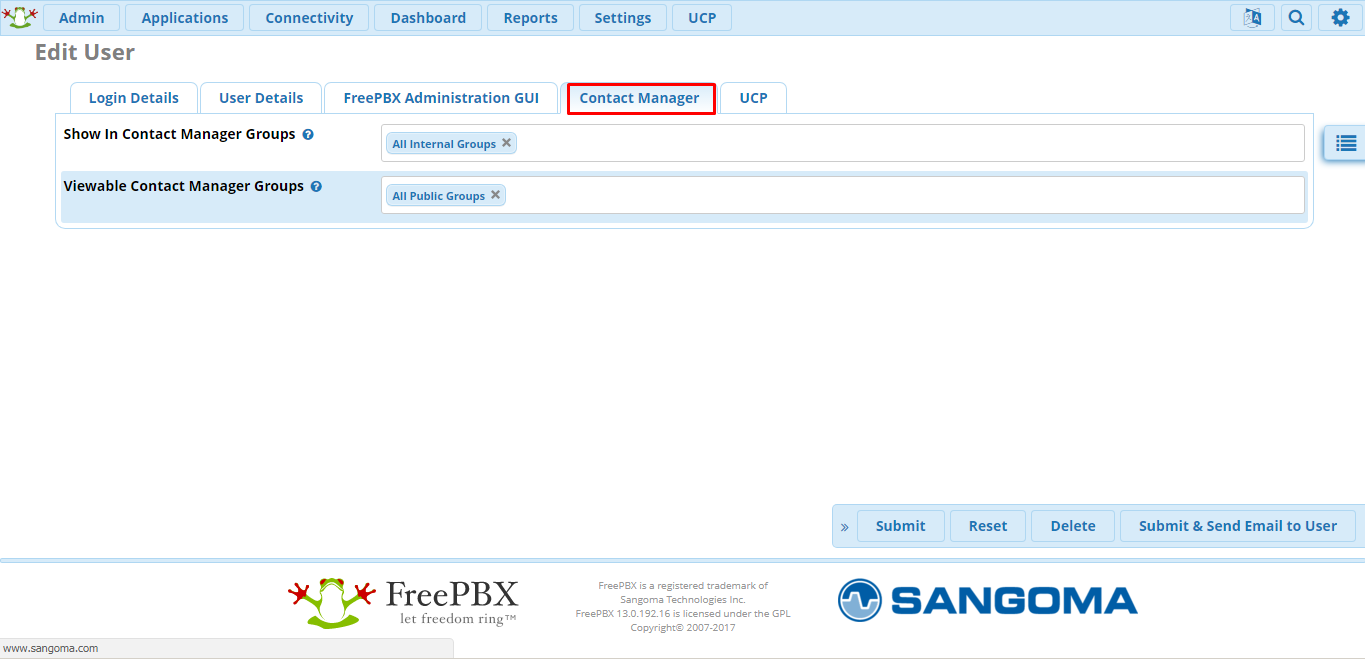 Admin Applications Connectivity Dashboard Reports Settings UCP
Edit User
Login Details User Details FreePBX Administration GUI Contact Manager UCP
Show In Contact Manager Groups All Internal Groups
Viewable Contact Manager Groups All Public Groups
» Submit Reset Delete Submit & Send Email to User
FreePBX
let freedom ring™
FreePBX is a registered trademark of
Sangoma Technologies Inc.
FreePBX 13.0.192.16 is licensed under the GPL
Copyright© 2007-2017
SANGOMA
www.sangoma.com